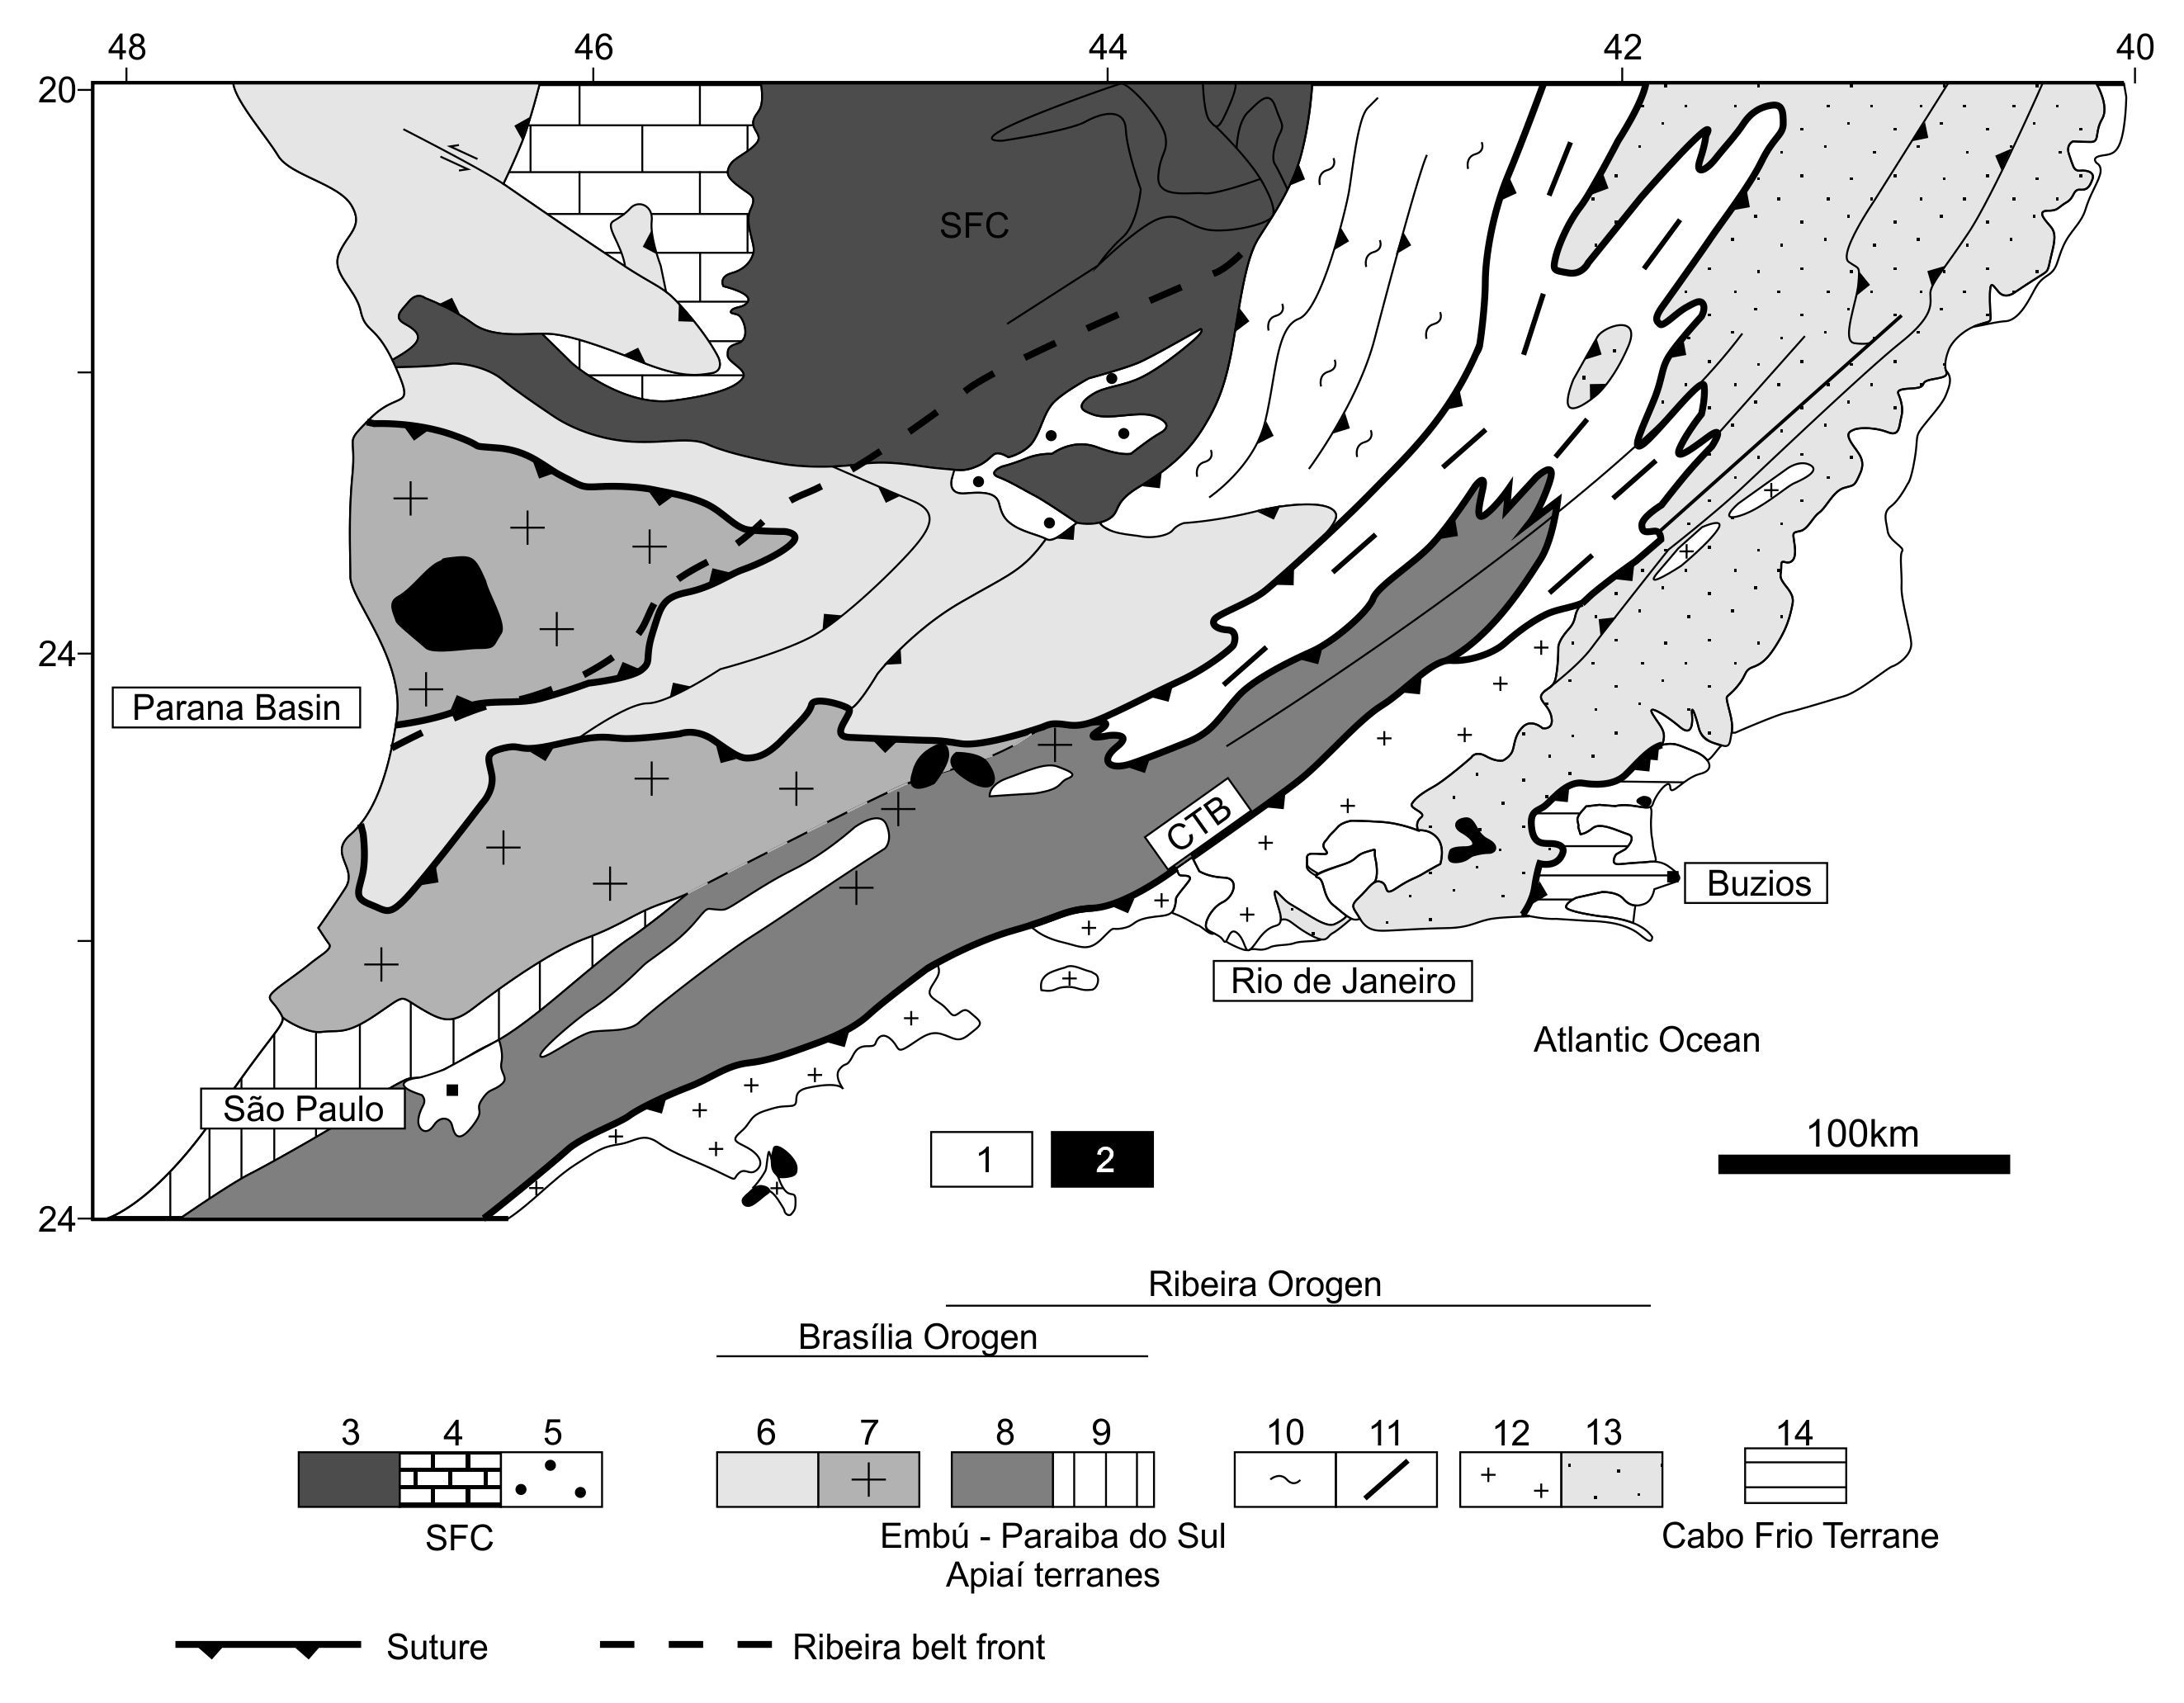 48 46 44 42 40
20
SFC
24
Parana Basin
CTB
Buzios
Rio de Janeiro
Atlantic Ocean
São Paulo
1 2
100km
24
Ribeira Orogen
Brasília Orogen
3 4 5 6 7 8 9 10 11 12 13 14
SFC
Embú - Paraiba do Sul
Apiaí terranes
Cabo Frio Terrane
Suture
Ribeira belt front